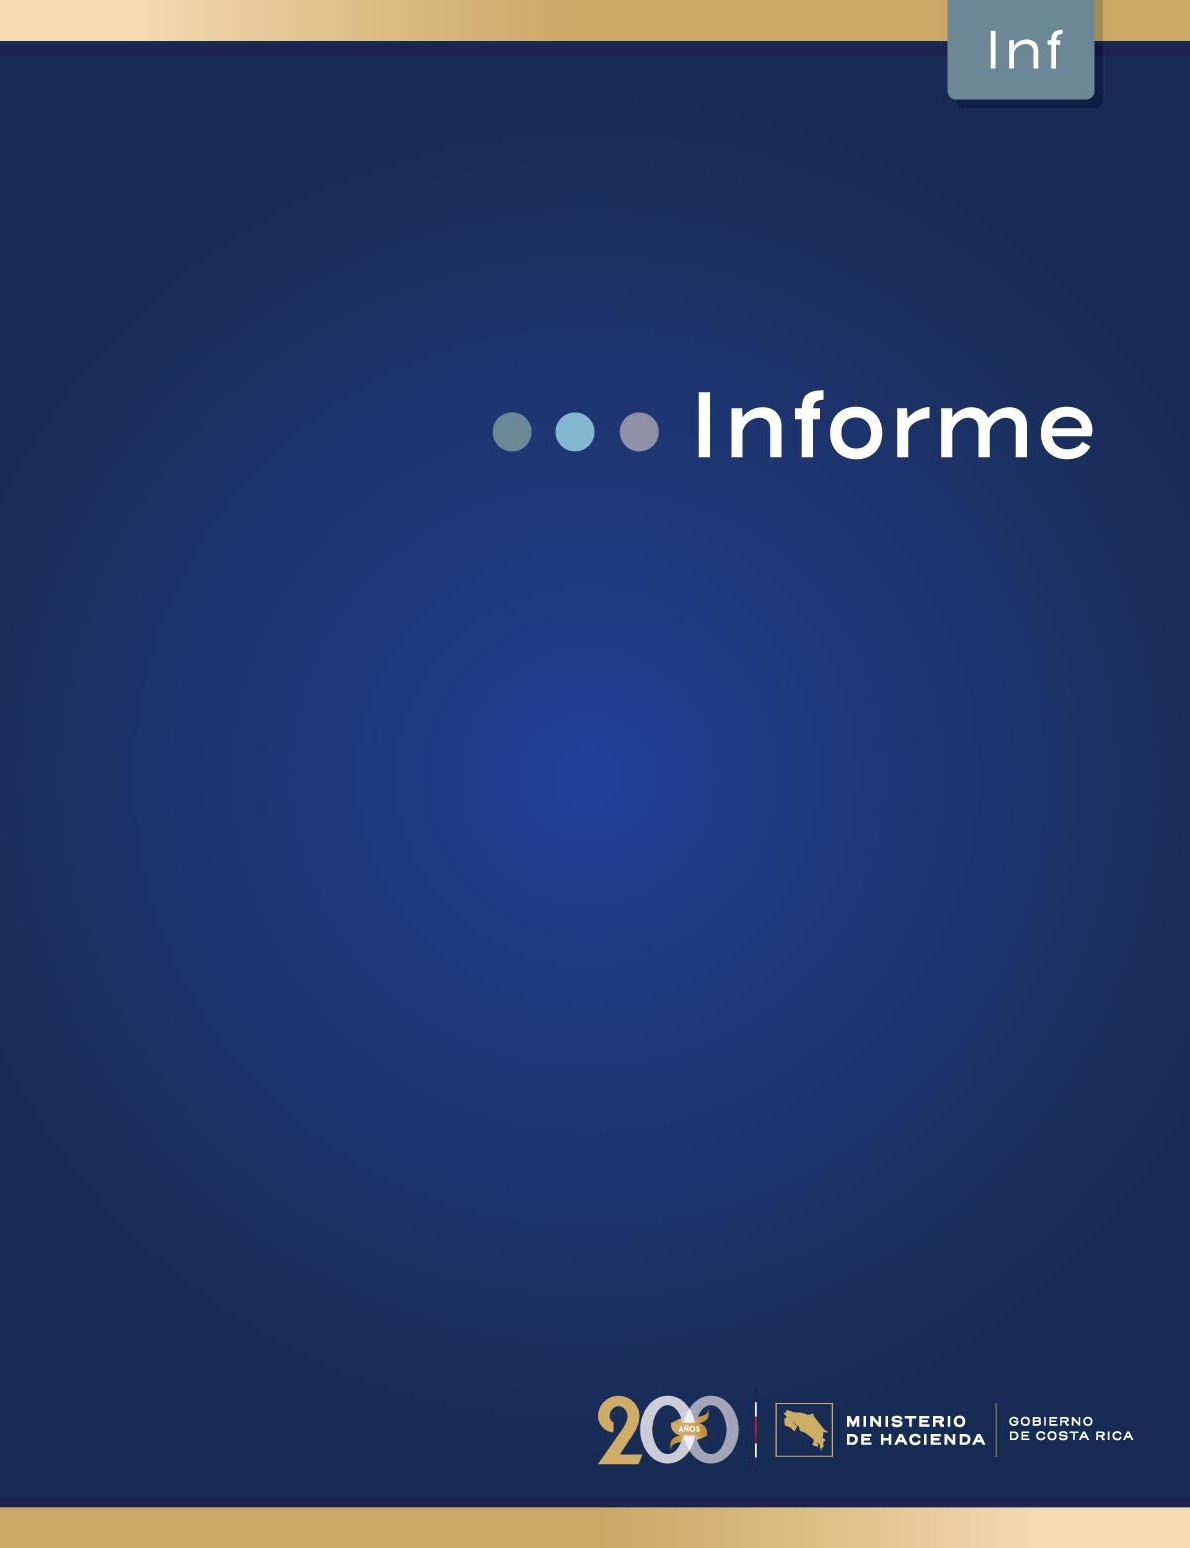 Inf
Informe
200
AÑOS
MINISTERIO
DE HACIENDA
GOBIERNO
DE COSTA RICA